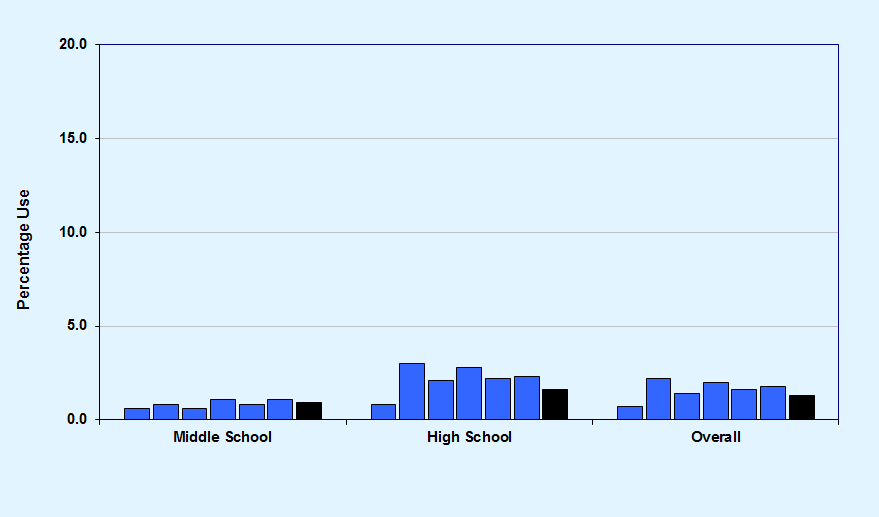 20.0
15.0
10.0
5.0
0.0
Percentage Use
Middle School
High School
Overall